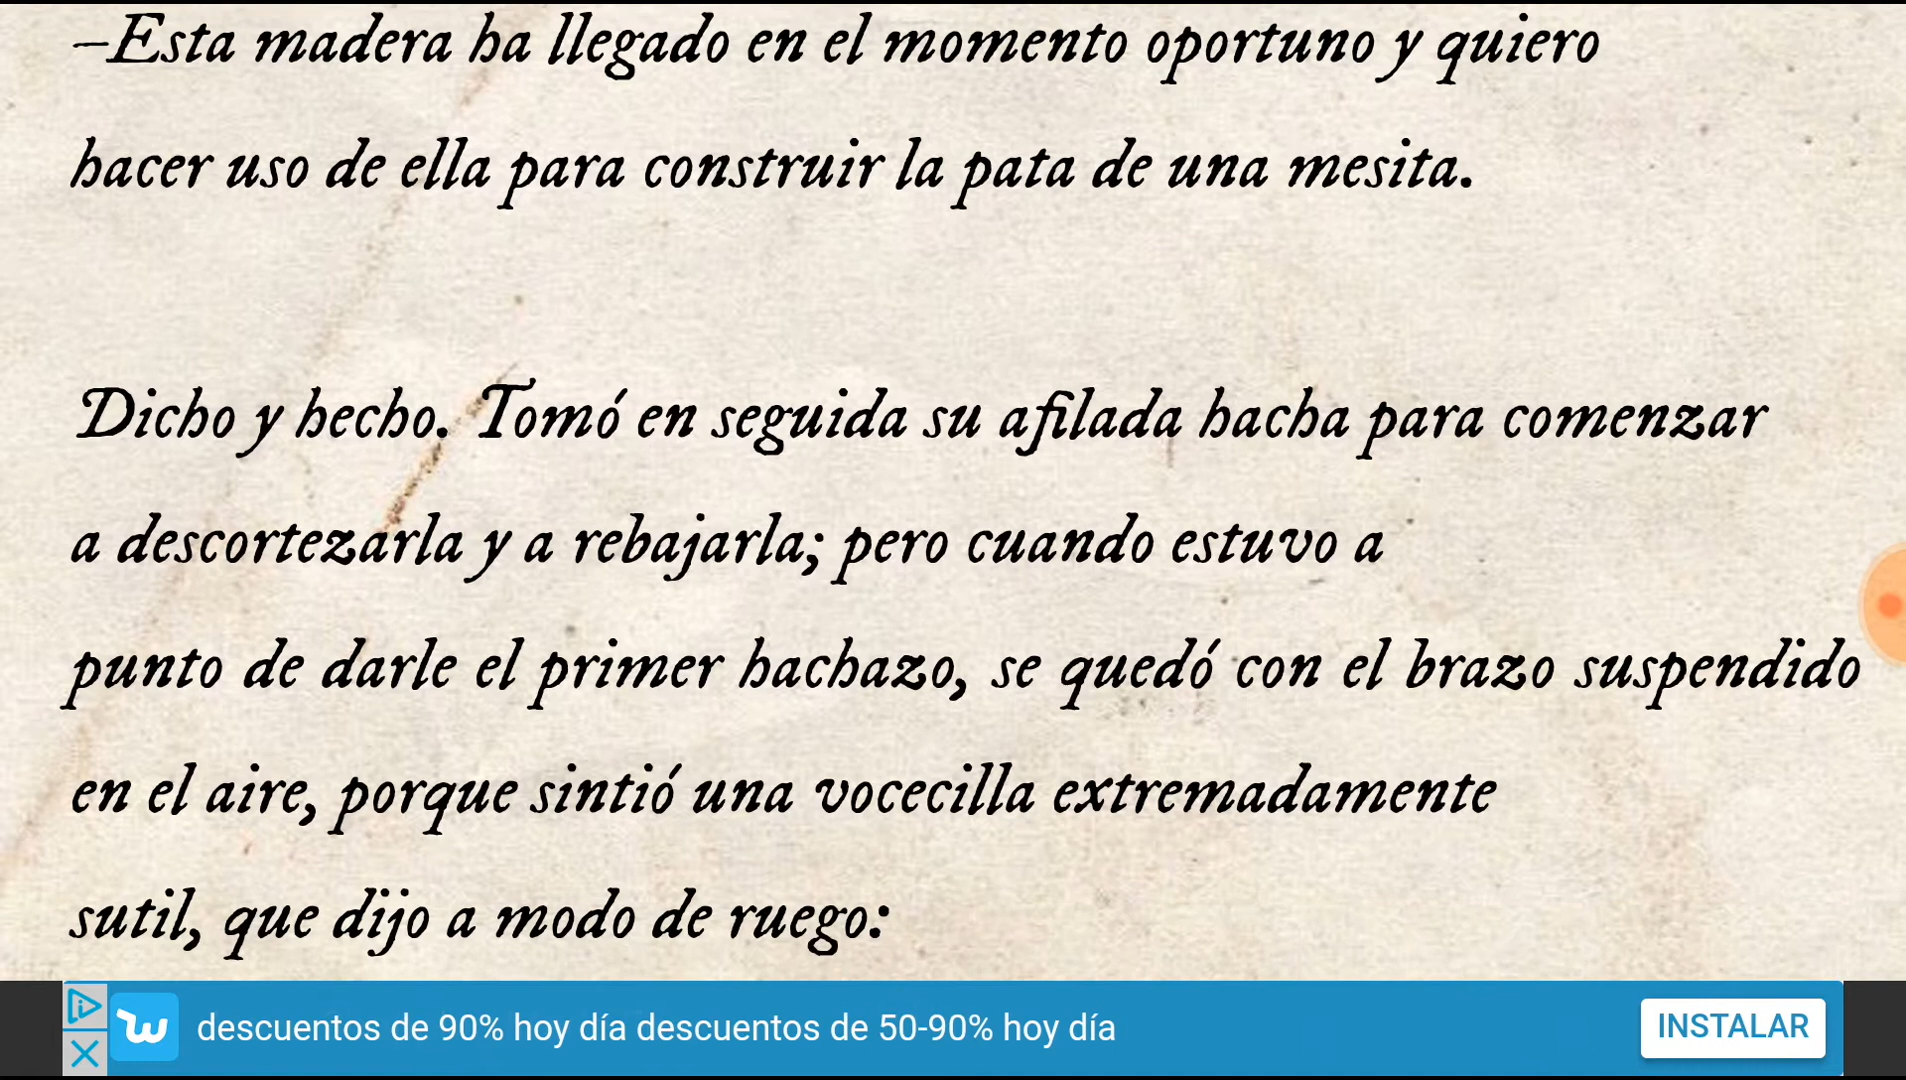 —Esta madera ha llegado en el momento oportuno y quiero
hacer uso de ella para construir la pata de una mesita.
Dicho y hecho. Tomó en seguida su afilada hacha para comenzar
a descortezarla y a rebajarla; pero cuando estuvo a
punto de darle el primer hachazo, se quedó con el brazo suspendido
en el aire, porque sintió una vocecilla extremadamente
sutil, que dijo a modo de ruego:
descuentos de 90% hoy día descuentos de 50-90% hoy día
INSTALAR